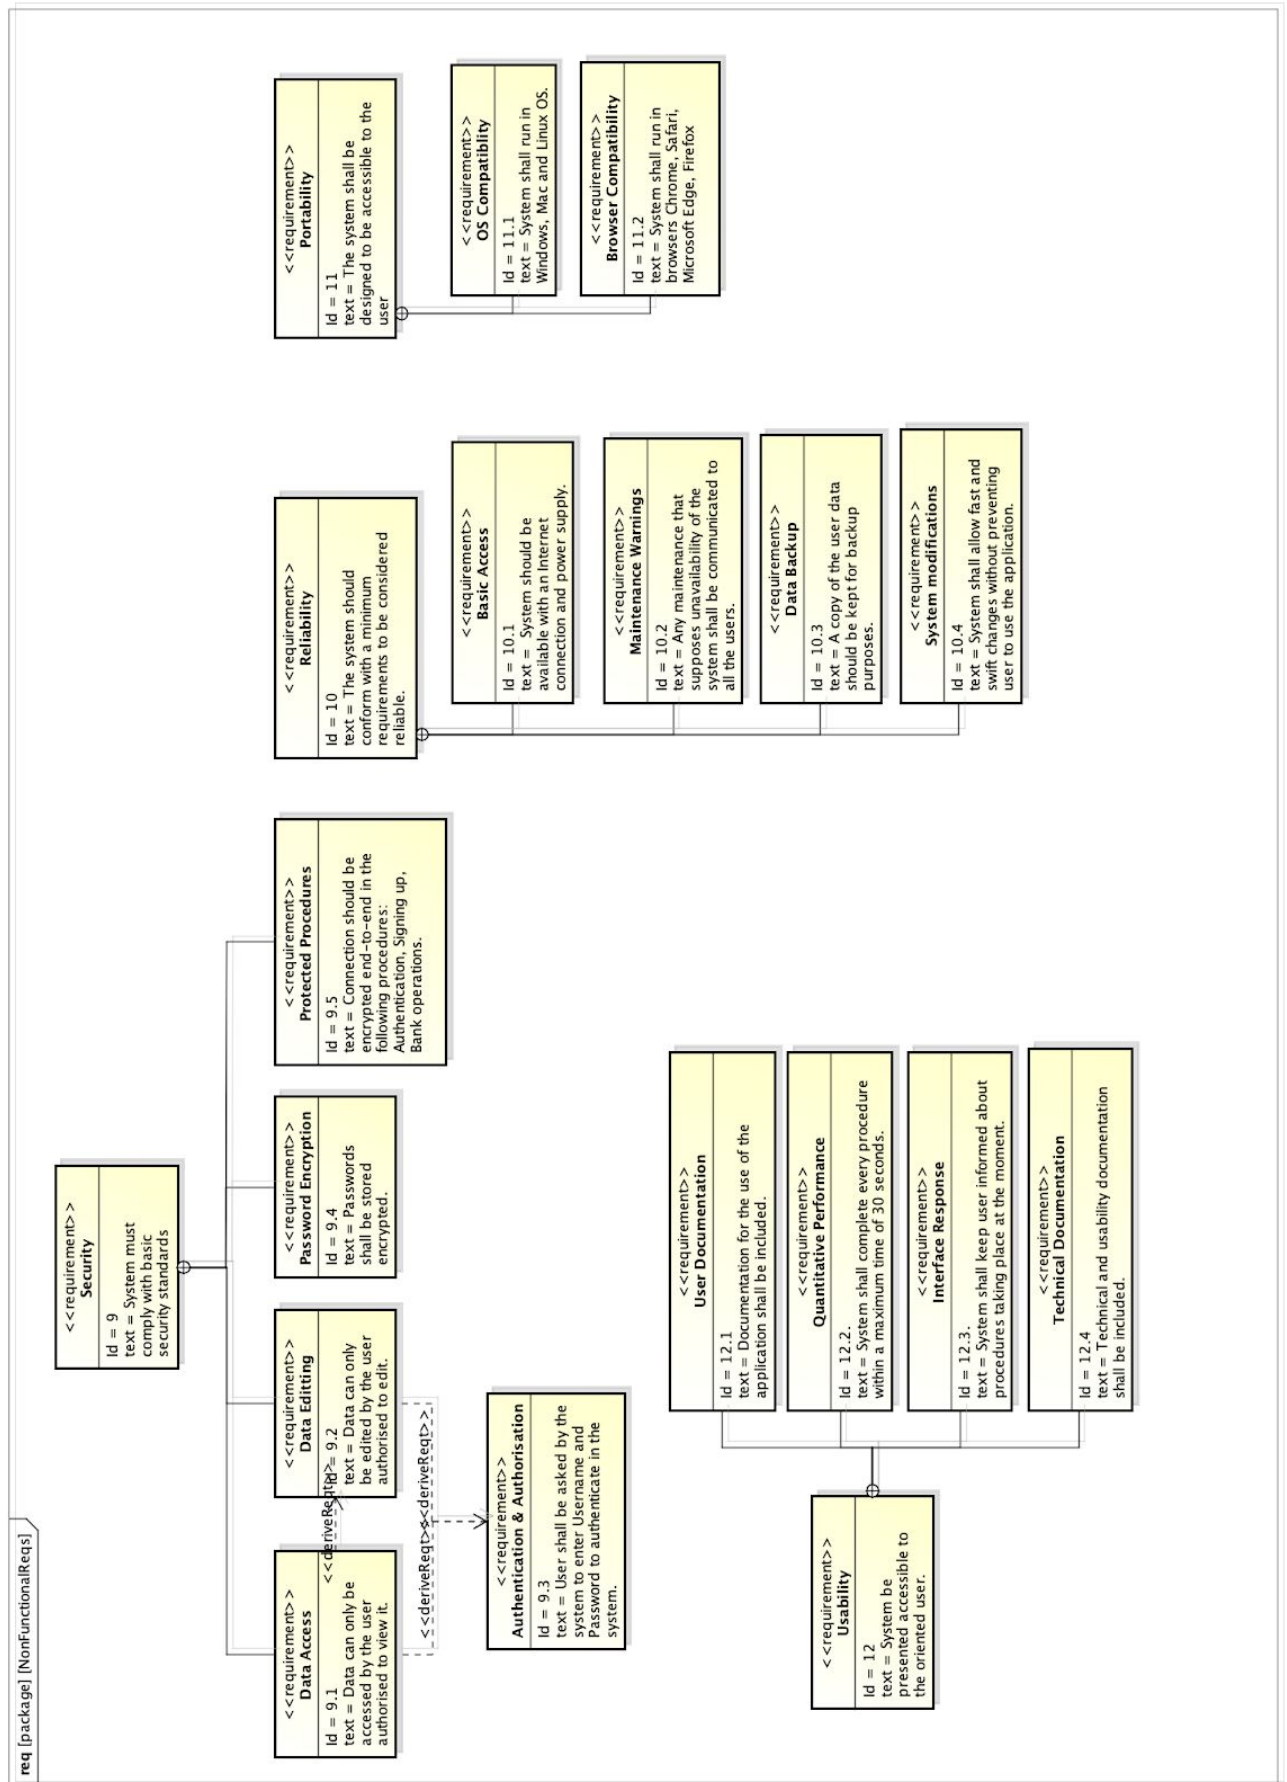 req [package] [NonFunctionalReqs]
<<requirement>>
Security
Id = 9
text = System must
comply with basic
security standards
<<requirement>>
Data Access
Id = 9.1
text = Data can only be
accessed by the user
authorised to view it.
<<deriveReqt>>
<<requirement>>
Data Editting
Id = 9.2
text = Data can only
be edited by the user
authorised to edit.
<<requirement>>
Password Encryption
Id = 9.4
text = Passwords
shall be stored
encrypted.
<<requirement>>
Protected Procedures
Id = 9.5
text = Connection should be
encrypted end-to-end in the
following procedures:
Authentication, Signing up,
Bank operations.
<<deriveReqt>>
<<deriveReqt>>
<<requirement>>
Authentication & Authorisation
Id = 9.3
text = User shall be asked by the
system to enter Username and
Password to authenticate in the
system.
<<requirement>>
Reliability
Id = 10
text = The system should
conform with a minimum
requirements to be considered
reliable.
<<requirement>>
Basic Access
Id = 10.1
text =  System should be
available with an Internet
connection and power supply.
<<requirement>>
Maintenance Warnings
Id = 10.2
text = Any maintenance that
supposes unavailability of the
system shall be communicated to
all the users.
<<requirement>>
Data Backup
Id = 10.3
text = A copy of the user data
should be kept for backup
purposes.
<<requirement>>
System modifications
Id = 10.4
text = System shall allow fast and
swift changes without preventing
user to use the application.
<<requirement>>
Portability
Id = 11
text = The system shall be
designed to be accessible to the
user
<<requirement>>
OS Compatiblity
Id = 11.1
text = System shall run in
Windows, Mac and Linux OS.
<<requirement>>
Browser Compatibility
Id = 11.2
text = System shall run in
browsers Chrome, Safari,
Microsoft Edge, Firefox
<<requirement>>
Usability
Id = 12
text = System be
presented accessible to
the oriented user.
<<requirement>>
User Documentation
Id = 12.1
text = Documentation for the use of the
application shall be included.
<<requirement>>
Quantitative Performance
Id = 12.2.
text = System shall complete every procedure
within a maximum time of 30 seconds.
<<requirement>>
Interface Response
Id = 12.3.
text = System shall keep user informed about
procedures taking place at the moment.
<<requirement>>
Technical Documentation
Id = 12.4
text = Technical and usability documentation
shall be included.